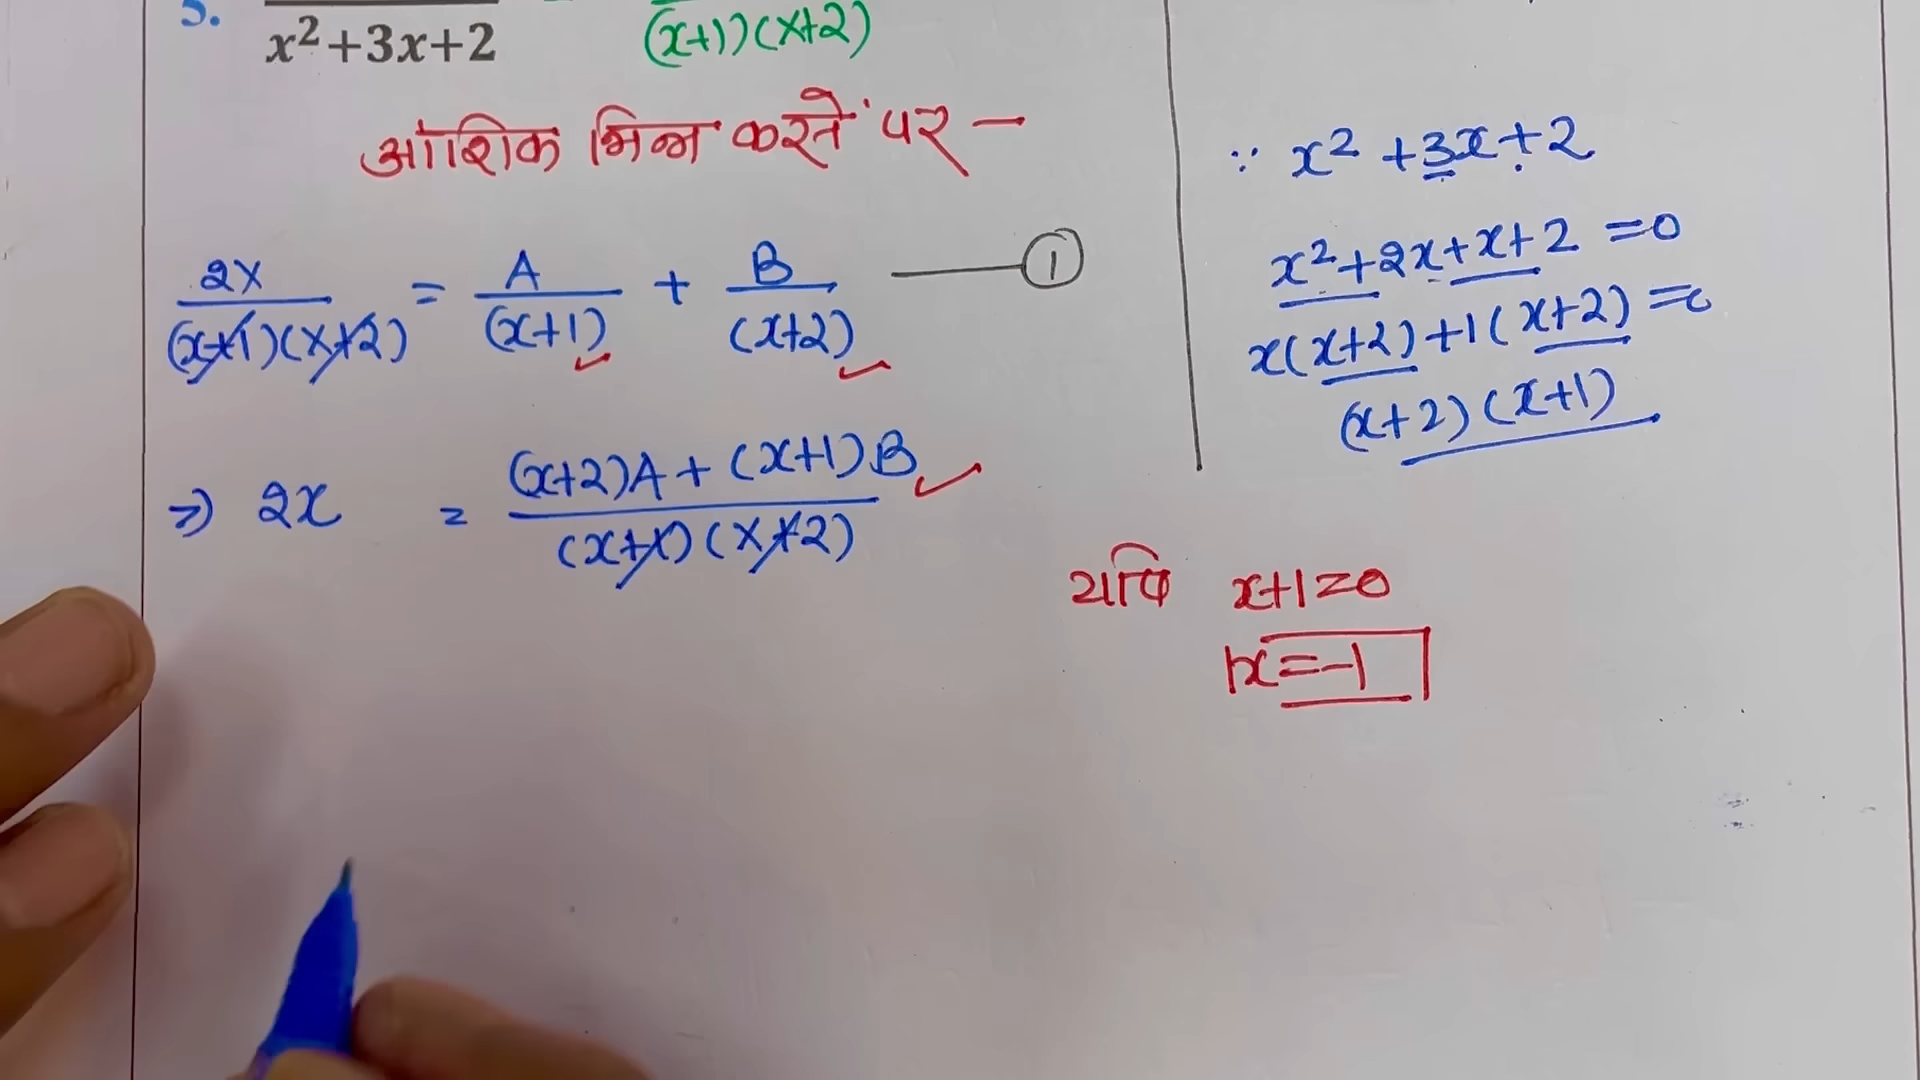 5.
x²+3x+2
(x+1)(x+2)
आंशिक भिन्न करते पर —
2x/(x+1)(x+2) = A/(x+1) + B/(x+2) —— ①
⇒ 2x = (x+2)A + (x+1)B/(x+1)(x+2)
∵ x² + 3x + 2
x² + 2x + x + 2 = 0
x(x+2) + 1(x+2) = 0
(x+2)(x+1)
यदि x+1=0
x=-1